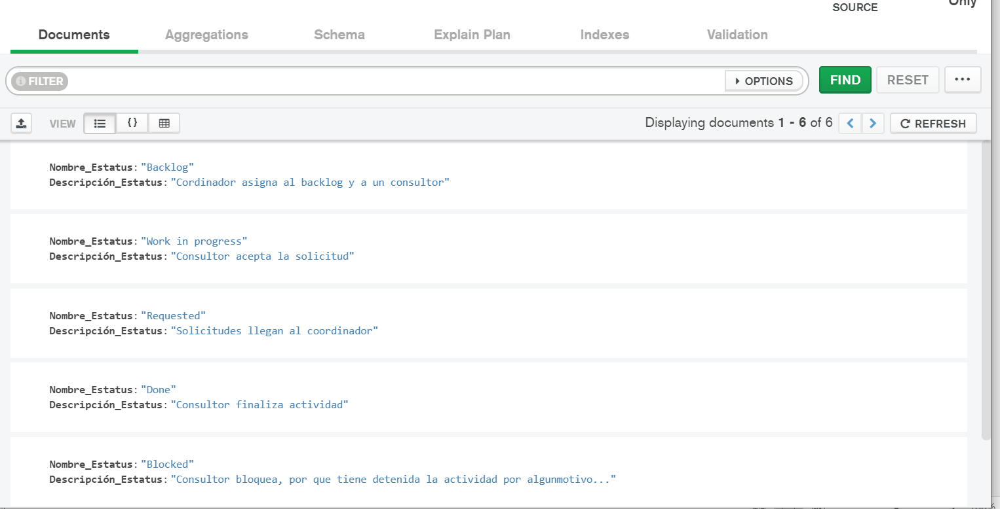 SOURCE
Only
Documents Aggregations Schema Explain Plan Indexes Validation
FILTER OPTIONS FIND RESET ...
VIEW {} Displaying documents 1 - 6 of 6 REFRESH
Nombre_Estatus: "Backlog"
Descripción_Estatus: "Cordinador asigna al backlog y a un consultor"
Nombre_Estatus: "Work in progress"
Descripción_Estatus: "Consultor acepta la solicitud"
Nombre_Estatus: "Requested"
Descripción_Estatus: "Solicitudes llegan al coordinador"
Nombre_Estatus: "Done"
Descripción_Estatus: "Consultor finaliza actividad"
Nombre_Estatus: "Blocked"
Descripción_Estatus: "Consultor bloquea, por que tiene detenida la actividad por algunmotivo..."